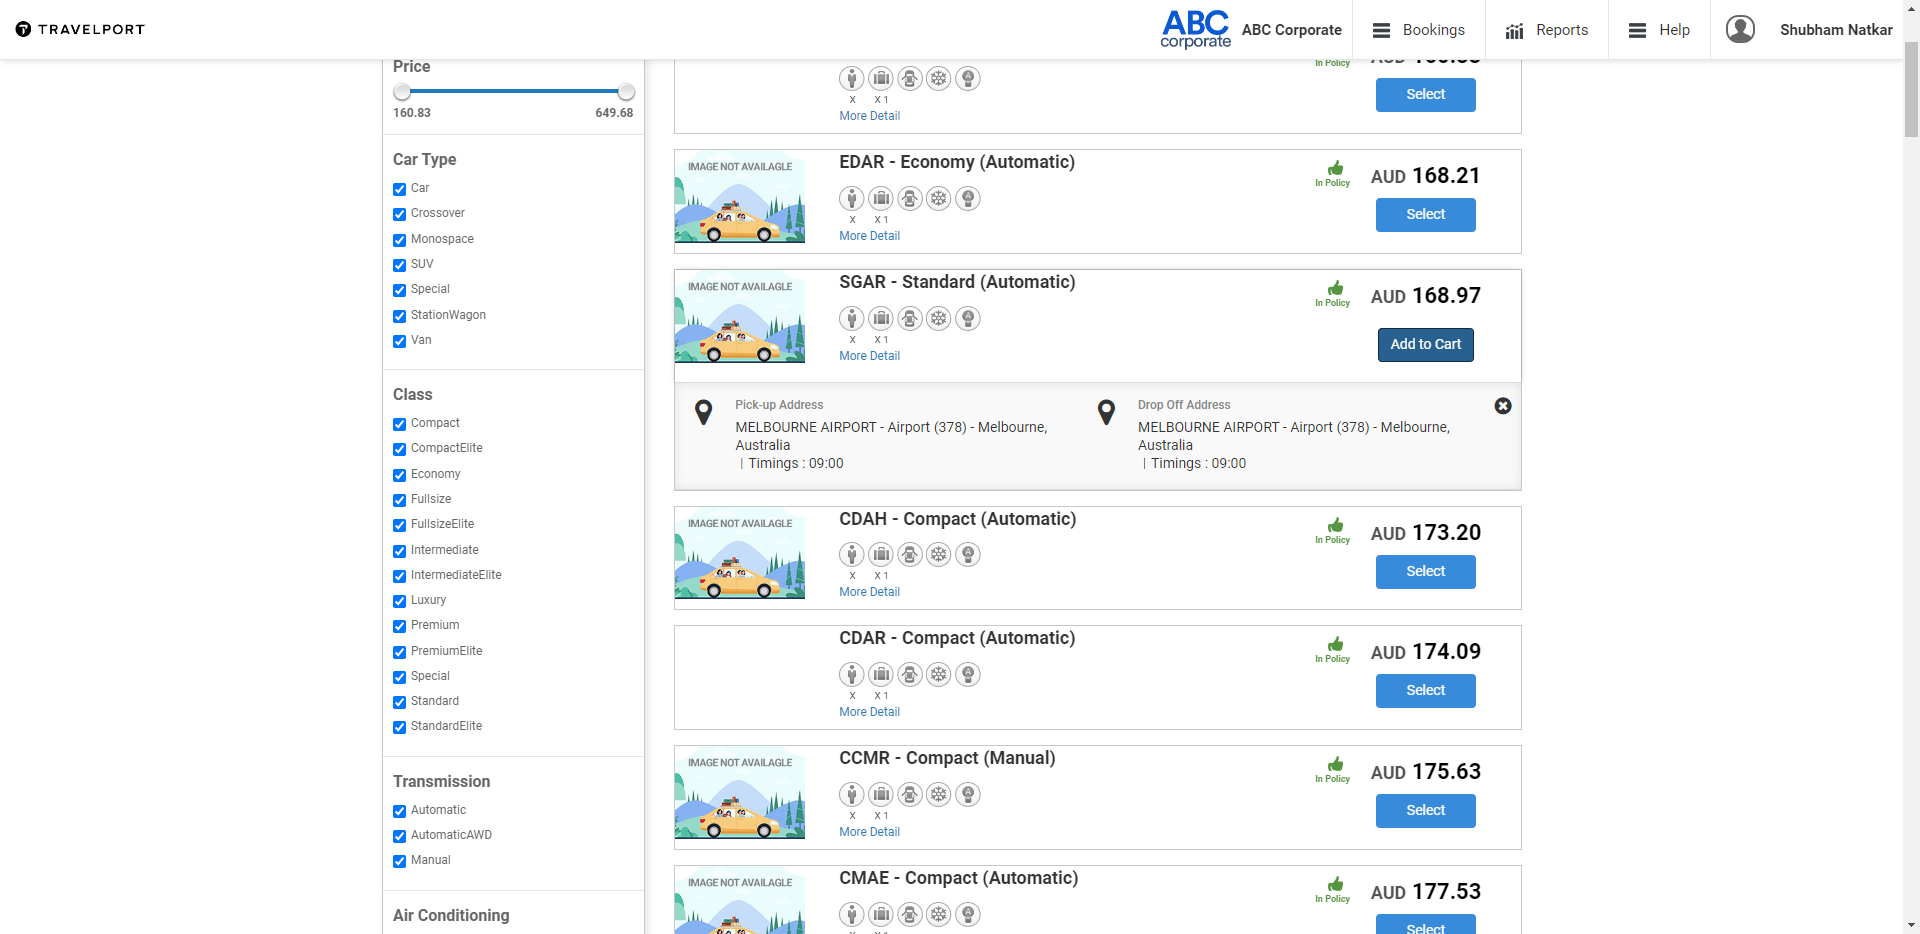 TRAVELPORT
ABC
corporate
ABC Corporate
Bookings
Reports
Help
Shubham Natkar
Price
160.83
649.68
Car Type
Car
Crossover
Monospace
SUV
Special
StationWagon
Van
Class
Compact
CompactElite
Economy
Fullsize
FullsizeElite
Intermediate
IntermediateElite
Luxury
Premium
PremiumElite
Special
Standard
StandardElite
Transmission
Automatic
AutomaticAWD
Manual
Air Conditioning
X X 1
More Detail
In Policy
Select
IMAGE NOT AVAILAGLE
EDAR - Economy (Automatic)
X X 1
More Detail
In Policy
AUD 168.21
Select
IMAGE NOT AVAILAGLE
SGAR - Standard (Automatic)
X X 1
More Detail
In Policy
AUD 168.97
Add to Cart
Pick-up Address
MELBOURNE AIRPORT - Airport (378) - Melbourne,
Australia
| Timings : 09:00
Drop Off Address
MELBOURNE AIRPORT - Airport (378) - Melbourne,
Australia
| Timings : 09:00
IMAGE NOT AVAILAGLE
CDAH - Compact (Automatic)
X X 1
More Detail
In Policy
AUD 173.20
Select
CDAR - Compact (Automatic)
X X 1
More Detail
In Policy
AUD 174.09
Select
IMAGE NOT AVAILAGLE
CCMR - Compact (Manual)
X X 1
More Detail
In Policy
AUD 175.63
Select
IMAGE NOT AVAILAGLE
CMAE - Compact (Automatic)
In Policy
AUD 177.53
Select